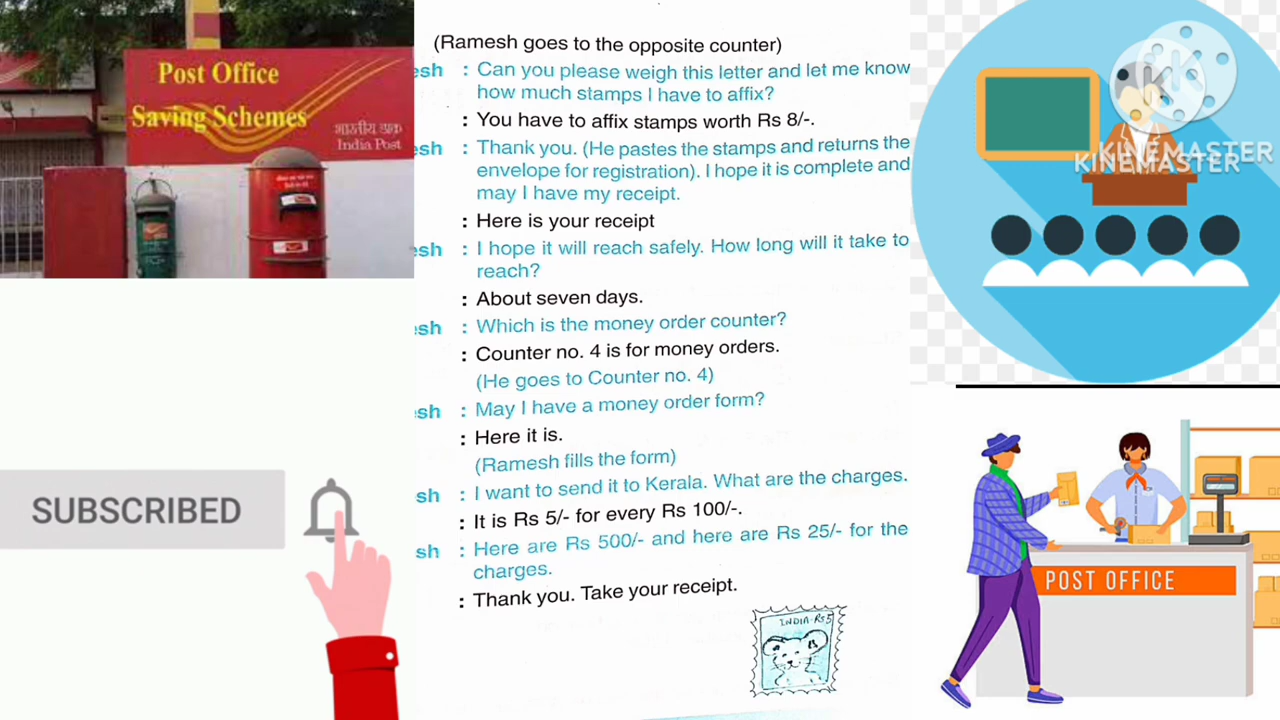 Post Office
Saving Schemes
भारतीय डाक
India Post
(Ramesh goes to the opposite counter)
esh : Can you please weigh this letter and let me know
how much stamps I have to affix?
: You have to affix stamps worth Rs 8/-.
esh : Thank you. (He pastes the stamps and returns the
envelope for registration). I hope it is complete and
may I have my receipt.
: Here is your receipt
esh : I hope it will reach safely. How long will it take to
reach?
: About seven days.
esh : Which is the money order counter?
: Counter no. 4 is for money orders.
(He goes to Counter no. 4)
esh : May I have a money order form?
: Here it is.
(Ramesh fills the form)
sh : I want to send it to Kerala. What are the charges.
: It is Rs 5/- for every Rs 100/-.
sh : Here are Rs 500/- and here are Rs 25/- for the
charges.
: Thank you. Take your receipt.
INDIA Rs 5
SUBSCRIBED
KINEMASTER
KINEMASTER
POST OFFICE